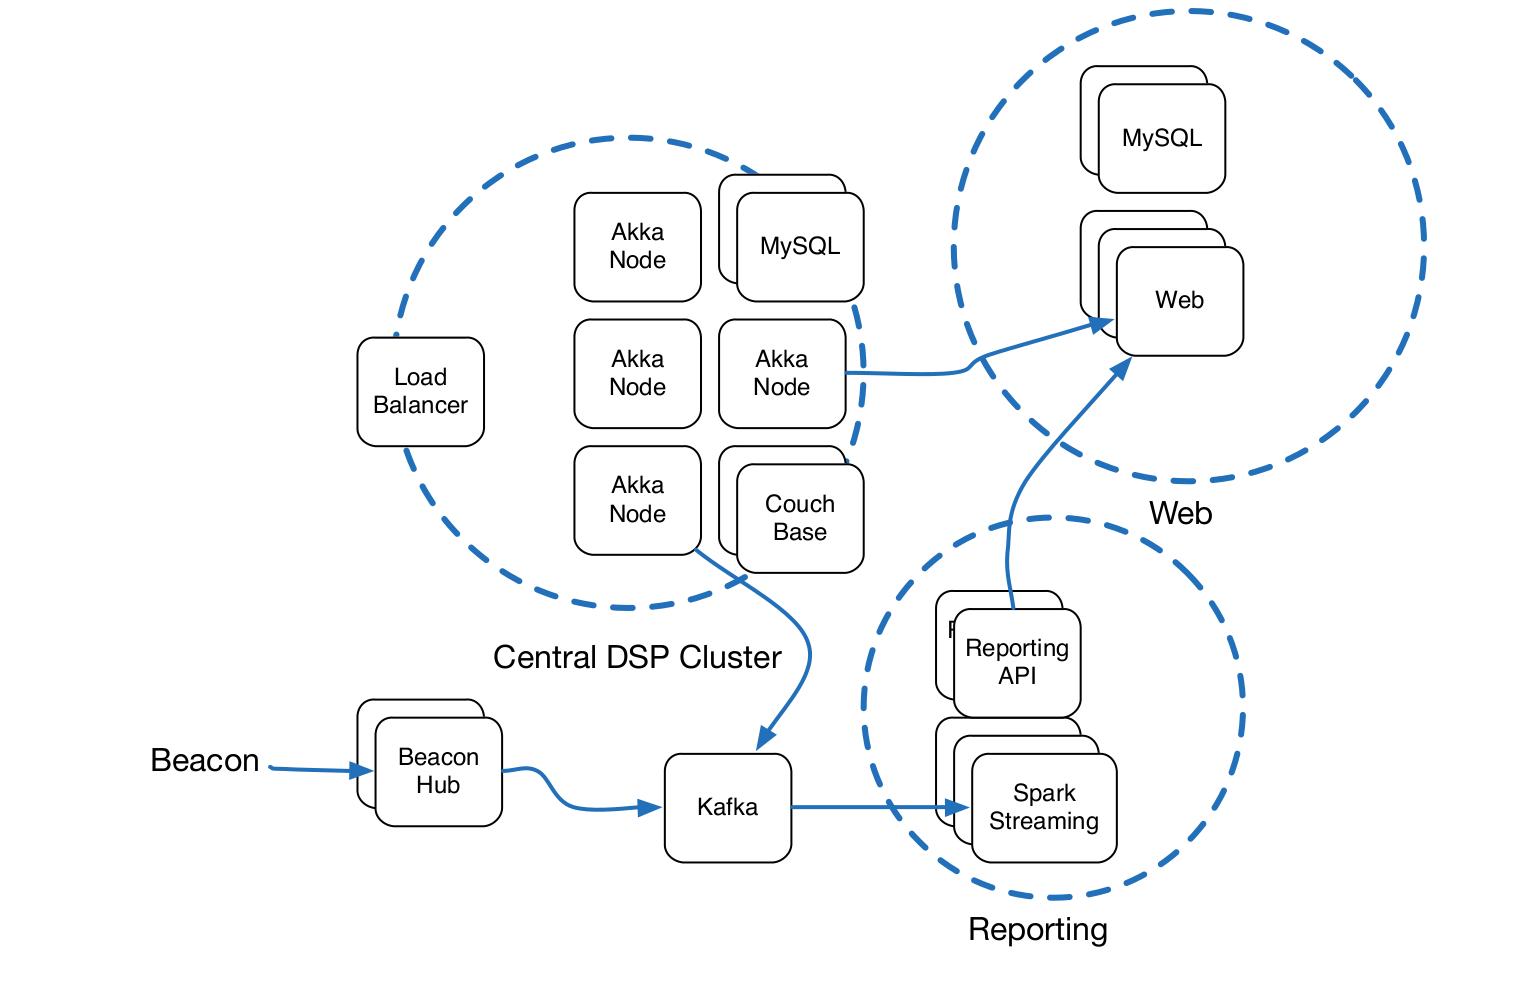 MySQL
Web
Web
Akka
Node
MySQL
Akka
Node
Akka
Node
Load
Balancer
Akka
Node
Couch
Base
Central DSP Cluster
Reporting
API
Spark
Streaming
Reporting
Beacon
Beacon
Hub
Kafka